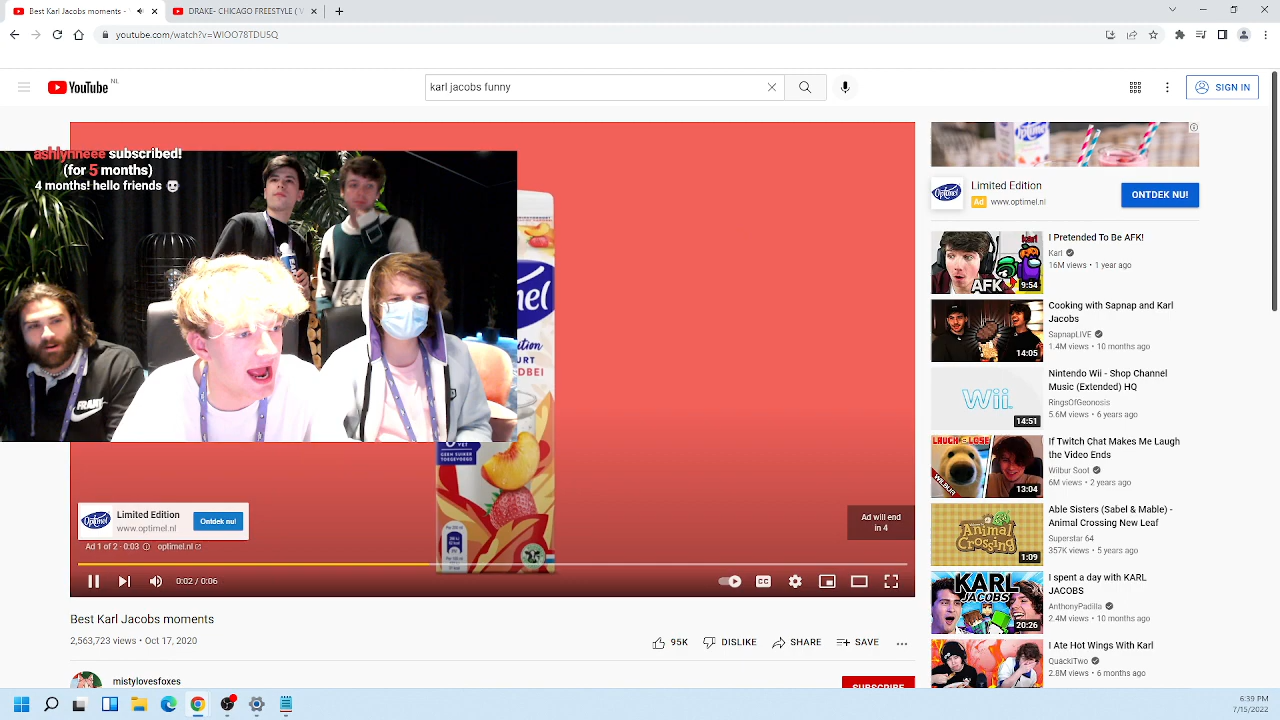 Best Karl Jacobs moments -
DRAKE- CHICAGO FREESTYLE (
youtube.com/watch?v=WIOO78TDU5Q
YouTube NL
karl jacobs funny
SIGN IN
ashlynneee subscribed!
(for 5 months)
4 months! hello friends 💀
Optimel
Limited Edition
Ad www.optimel.nl
ONTDEK NU!
I Pretended To Be AFK!
Karl
16M views • 1 year ago
AFK
9:54
Cooking with Sapnap and Karl
Jacobs
SapnapLIVE
1.4M views • 10 months ago
14:05
Nintendo Wii - Shop Channel
Music (Extended) HQ
RingsOfGeonosis
5.6M views • 6 years ago
Wii
14:51
If Twitch Chat Makes Me Laugh
the Video Ends
Wilbur Soot
6M views • 2 years ago
WILBUR
13:04
Able Sisters (Sabel & Mable) -
Animal Crossing New Leaf
Superstar 64
357K views • 5 years ago
Animal
Crossing
1:09
I spent a day with KARL
JACOBS
AnthonyPadilla
2.4M views • 10 months ago
KARL
JACOBS
20:26
I Ate Hot Wings With Karl
QuackiTwo
2.8M views • 6 months ago
GEEN SUIKER
TOEGEVOEGD
Optimel
Limited Edition
www.optimel.nl
Ontdek nu!
Ad 1 of 2 · 0:03
optimel.nl
Ad will end
in 4
0:02 / 0:06
Best Karl Jacobs moments
2,563,723 views • Oct 17, 2020
95K
DISLIKE
SHARE
SAVE
mistylovesfoxes
SUBSCRIBE
6:39 PM
7/15/2022